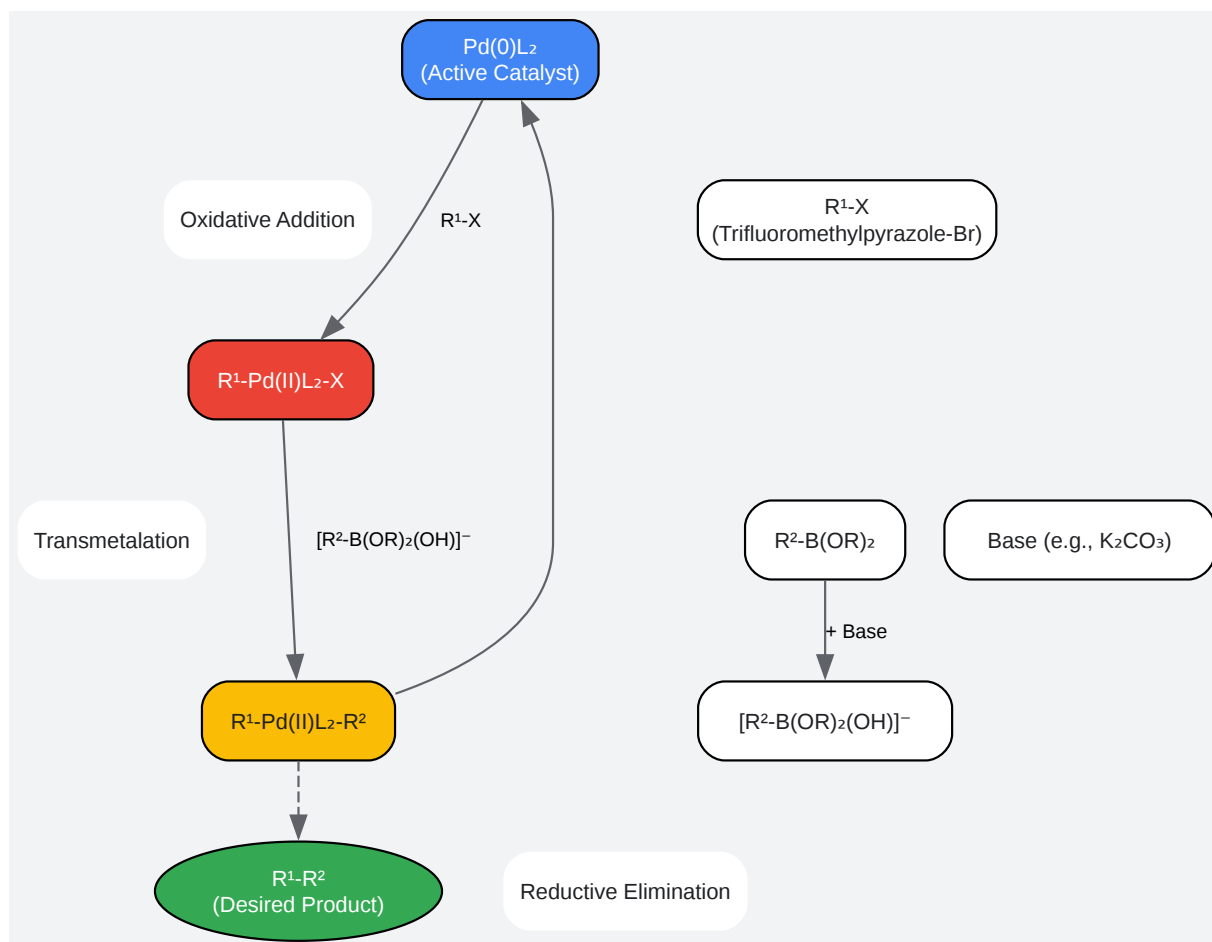 Pd(0)L₂
(Active Catalyst)
Oxidative Addition
R¹-X
R¹-X
(Trifluoromethylpyrazole-Br)
R¹-Pd(II)L₂-X
Transmetalation
[R²-B(OR)₂(OH)]⁻
R²-B(OR)₂
Base (e.g., K₂CO₃)
+ Base
R¹-Pd(II)L₂-R²
[R²-B(OR)₂(OH)]⁻
R¹-R²
(Desired Product)
Reductive Elimination